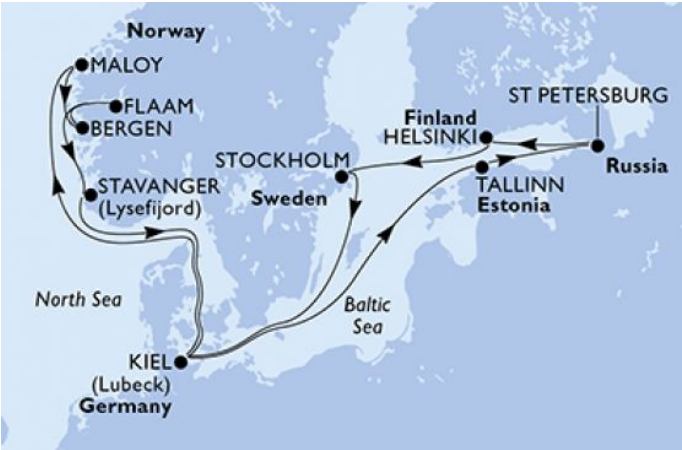 Norway
MALOY
FLAAM
BERGEN
STAVANGER
(Lysefijord)
ST PETERSBURG
Finland
HELSINKI
Russia
STOCKHOLM
Sweden
TALLINN
Estonia
North Sea
Baltic
Sea
KIEL
(Lubeck)
Germany